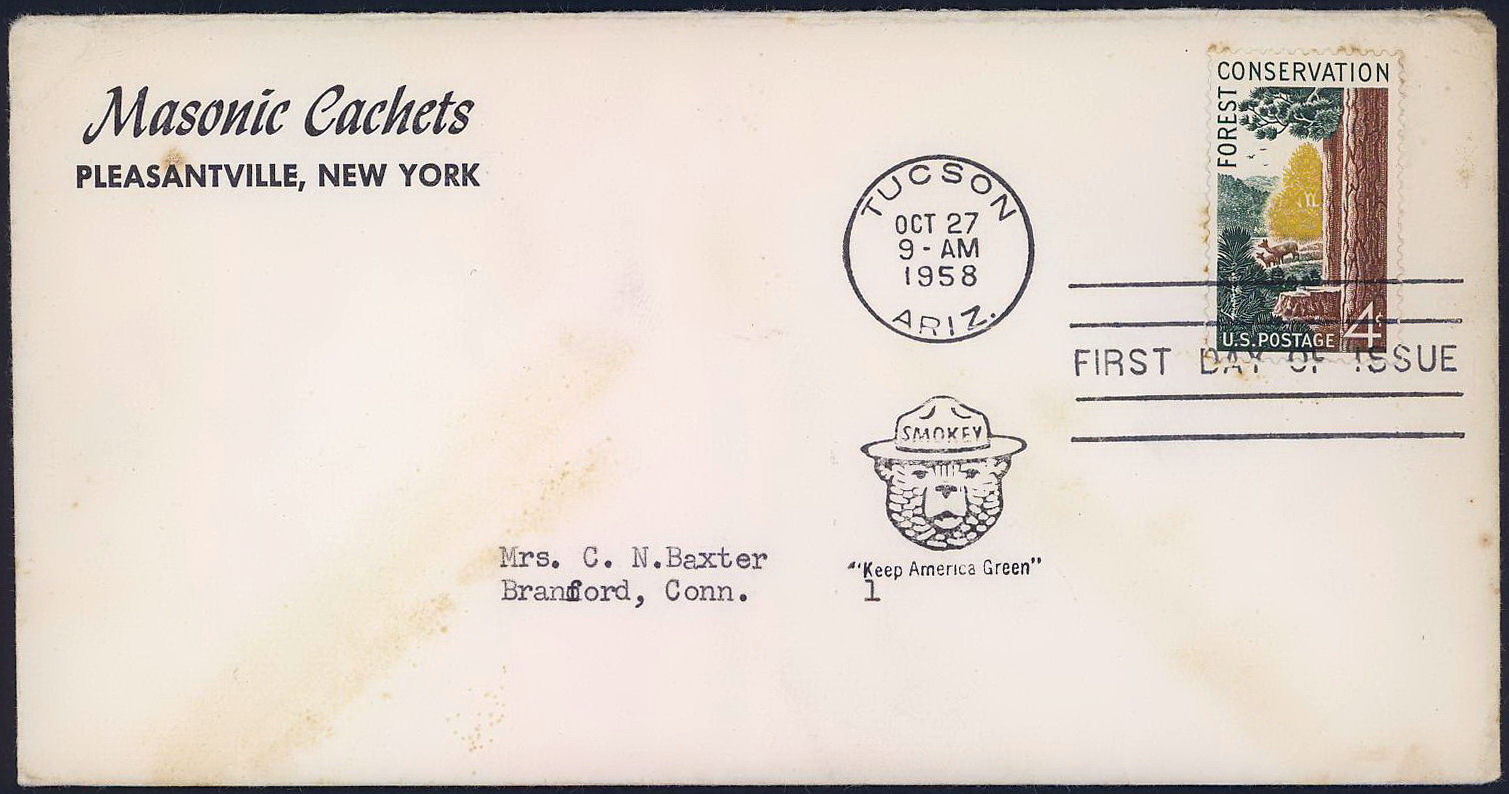 Masonic Cachets
PLEASANTVILLE, NEW YORK
TUCSON
OCT 27
9 - AM
1958
ARIZ.
FOREST CONSERVATION
U.S. POSTAGE 4¢
FIRST DAY OF ISSUE
SMOKEY
"Keep America Green"
Mrs. C. N.Baxter
Branford, Conn. 1